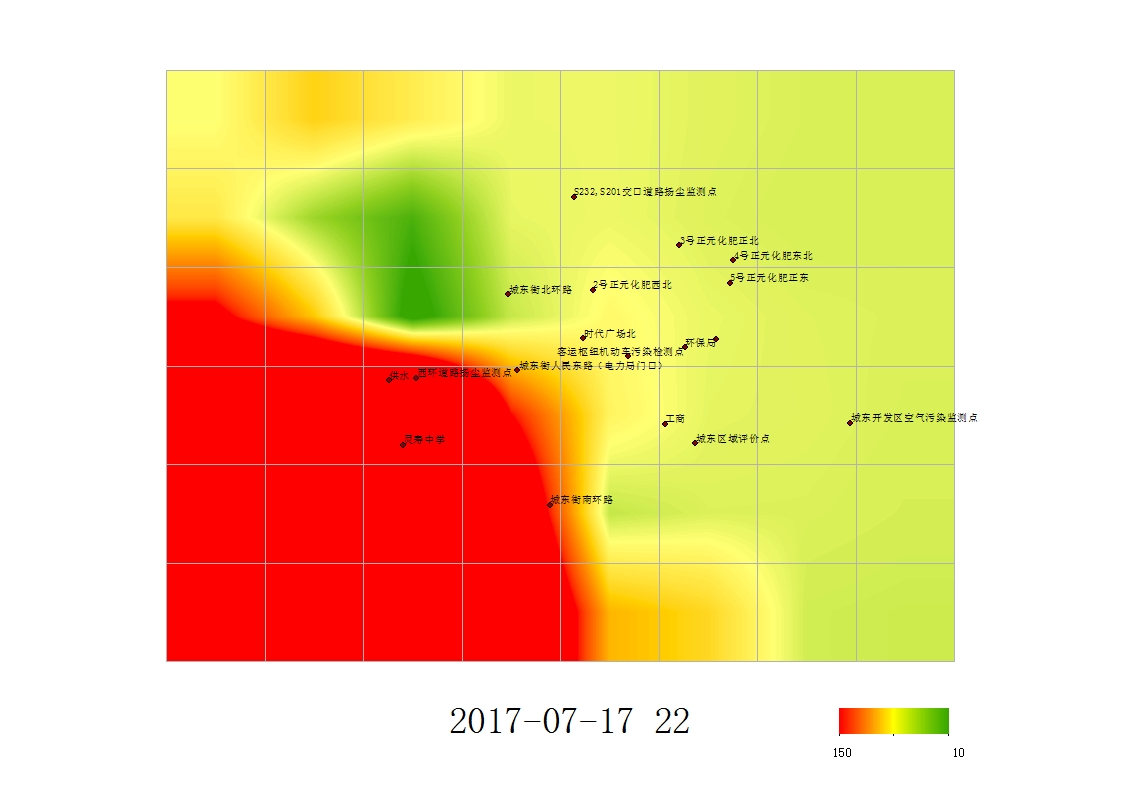 S232,S201交口道路扬尘监测点
3号正元化肥正北
4号正元化肥东北
5号正元化肥正东
2号正元化肥西北
城东街北环路
时代广场北
环保局
客运枢纽机动车污染检测点
城东街人民东路（电力局门口）
供水
西环道路扬尘监测点
工商
城东开发区空气污染监测点
城东区域评价点
灵寿中学
城东街南环路
2017-07-17 22
150
10